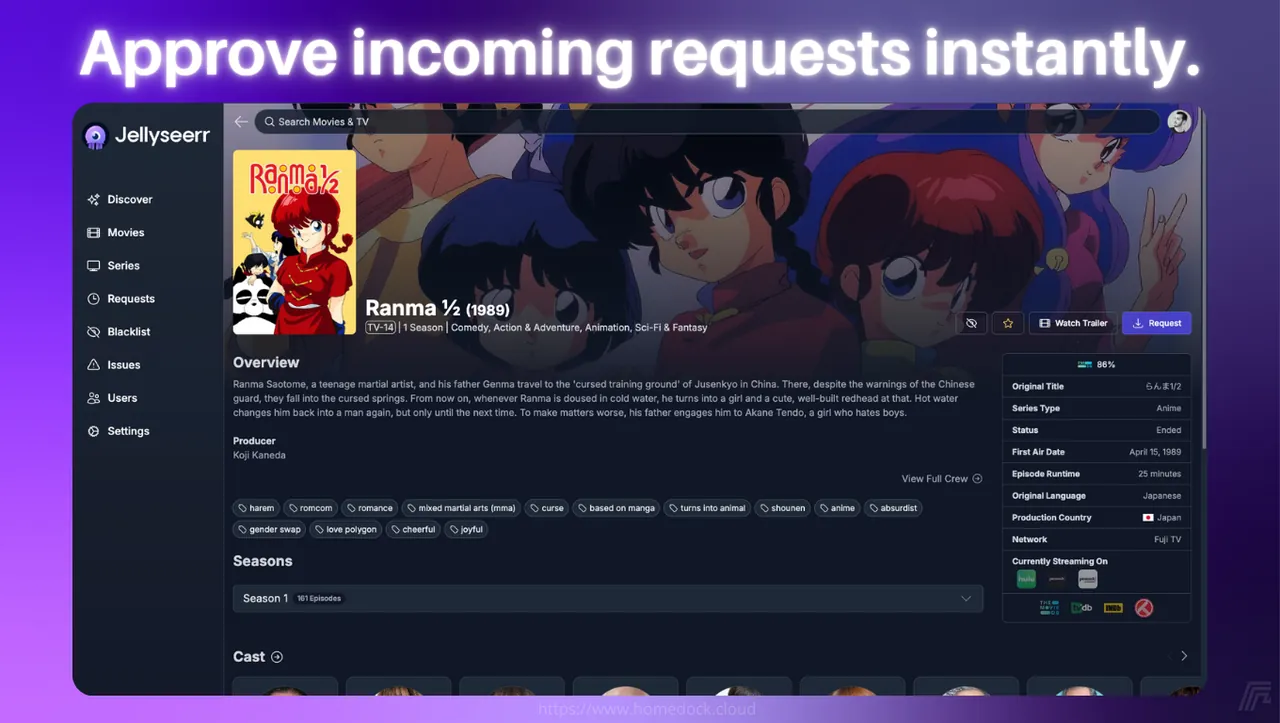 Approve incoming requests instantly.
Jellyseerr
Search Movies & TV
Discover
Movies
Series
Requests
Blacklist
Issues
Users
Settings
Ranma ½
Ranma ½ (1989)
TV-14 | 1 Season | Comedy, Action & Adventure, Animation, Sci-Fi & Fantasy
Watch Trailer
Request
Overview
Ranma Saotome, a teenage martial artist, and his father Genma travel to the 'cursed training ground' of Jusenkyo in China. There, despite the warnings of the Chinese
guard, they fall into the cursed springs. From now on, whenever Ranma is doused in cold water, he turns into a girl and a cute, well-built redhead at that. Hot water
changes him back into a man again, but only until the next time. To make matters worse, his father engages him to Akane Tendo, a girl who hates boys.
Producer
Koji Kaneda
View Full Crew
harem romcom romance mixed martial arts (mma) curse based on manga turns into animal shounen anime absurdist
gender swap love polygon cheerful joyful
Seasons
Season 1 161 Episodes
Cast
86%
Original Title らんま1/2
Series Type Anime
Status Ended
First Air Date April 15, 1989
Episode Runtime 25 minutes
Original Language Japanese
Production Country Japan
Network Fuji TV
Currently Streaming On
hulu
THE MOVIE DB tvdb IMDb
https://www.homedock.cloud